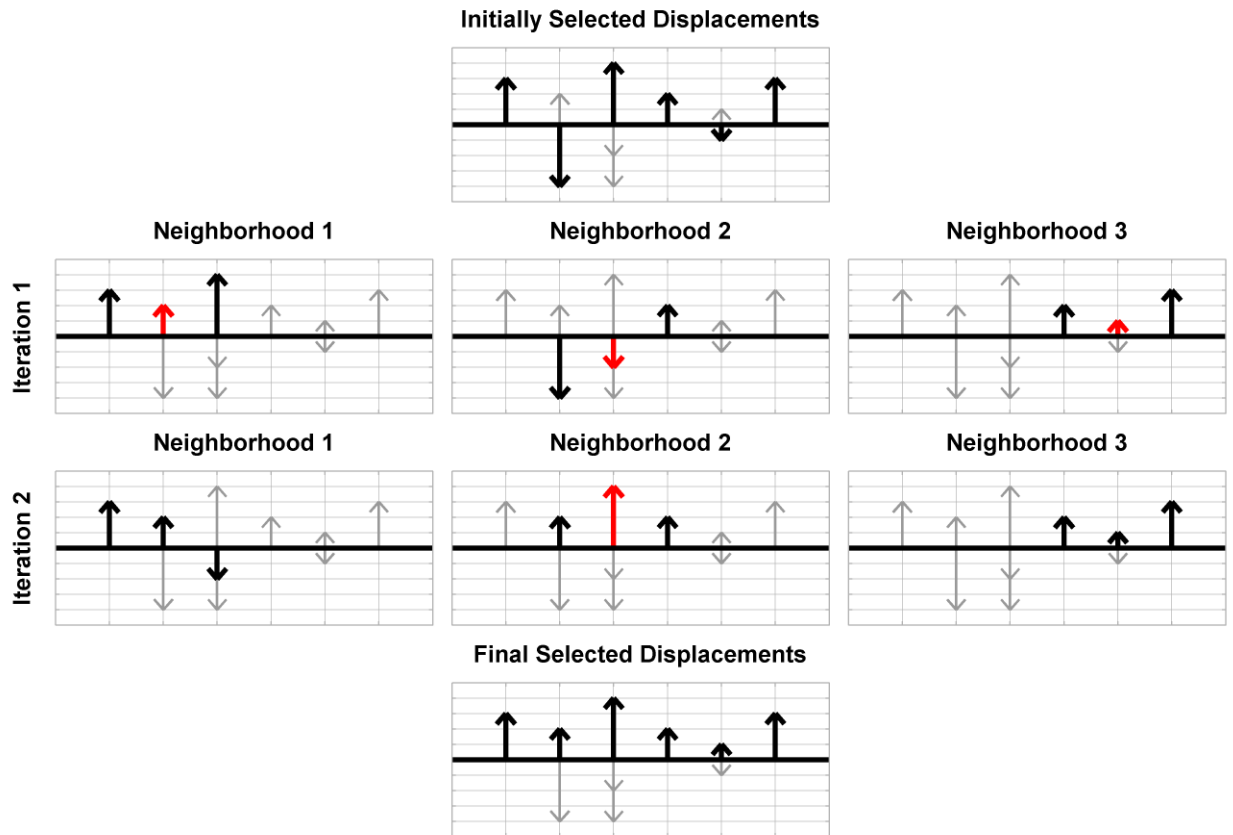 Initially Selected Displacements
Neighborhood 1
Neighborhood 2
Neighborhood 3
Iteration 1
Neighborhood 1
Neighborhood 2
Neighborhood 3
Iteration 2
Final Selected Displacements